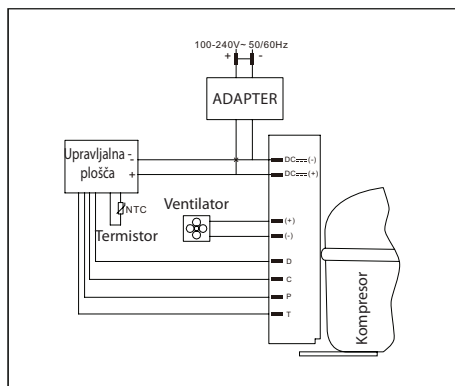 100-240V~ 50/60Hz
+ -
ADAPTER
Upravljalna -
plošča +
DC⎓(-)
DC⎓(+)
NTC
Termistor
Ventilator
(+)
(-)
D
C
P
T
Kompresor